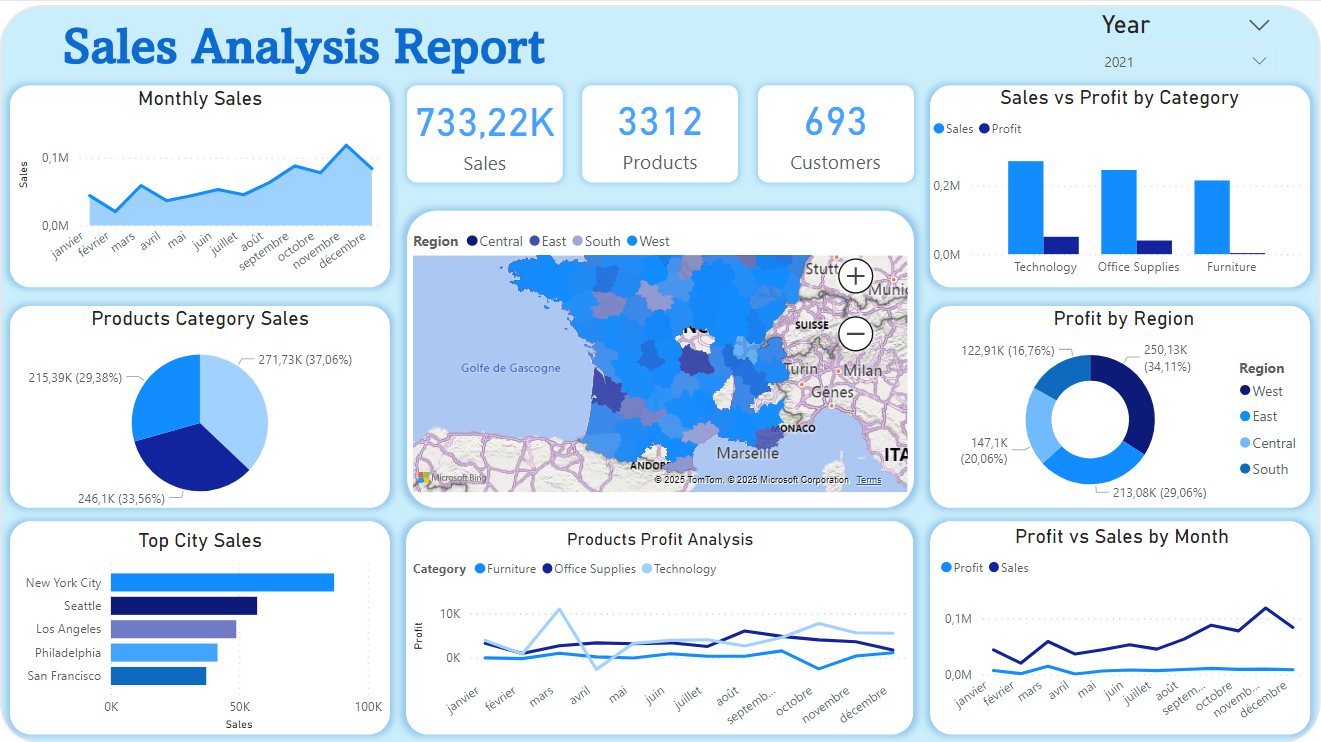 Sales Analysis Report
Year
2021
Monthly Sales
Sales
0,1M
0,0M
janvier
février
mars
avril
mai
juin
juillet
août
septembre
octobre
novembre
décembre
733,22K
Sales
3312
Products
693
Customers
Sales vs Profit by Category
Sales Profit
0,2M
0,0M
Technology
Office Supplies
Furniture
Region Central East South West
Stutt
Munic
SUISSE
Golfe de Gascogne
Turin
Milan
Gênes
MONACO
Marseille
ITA
ANDOR
Microsoft Bing
© 2025 TomTom, © 2025 Microsoft Corporation Terms
Products Category Sales
271,73K (37,06%)
215,39K (29,38%)
246,1K (33,56%)
Profit by Region
122,91K (16,76%)
250,13K
(34,11%)
147,1K
(20,06%)
213,08K (29,06%)
Region
West
East
Central
South
Top City Sales
New York City
Seattle
Los Angeles
Philadelphia
San Francisco
0K
50K
100K
Sales
Products Profit Analysis
Category Furniture Office Supplies Technology
Profit
10K
0K
janvier
février
mars
avril
mai
juin
juillet
août
septemb...
octobre
novembre
décembre
Profit vs Sales by Month
Profit Sales
0,1M
0,0M
janvier
février
mars
avril
mai
juin
juillet
août
septem...
octobre
novemb...
décembre